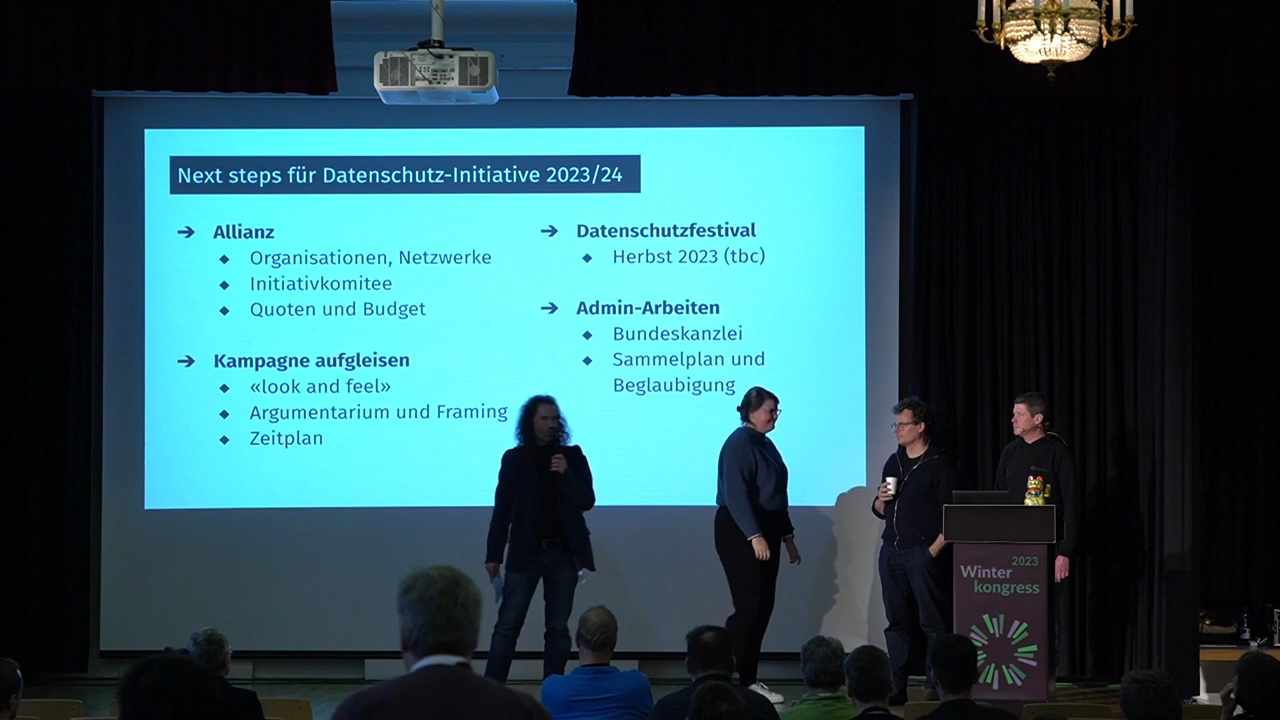 Next steps für Datenschutz-Initiative 2023/24
➔ Allianz
◆ Organisationen, Netzwerke
◆ Initiativkomitee
◆ Quoten und Budget
➔ Kampagne aufgleisen
◆ «look and feel»
◆ Argumentarium und Framing
◆ Zeitplan
➔ Datenschutzfestival
◆ Herbst 2023 (tbc)
➔ Admin-Arbeiten
◆ Bundeskanzlei
◆ Sammelplan und
Beglaubigung
2023
Winter
kongress